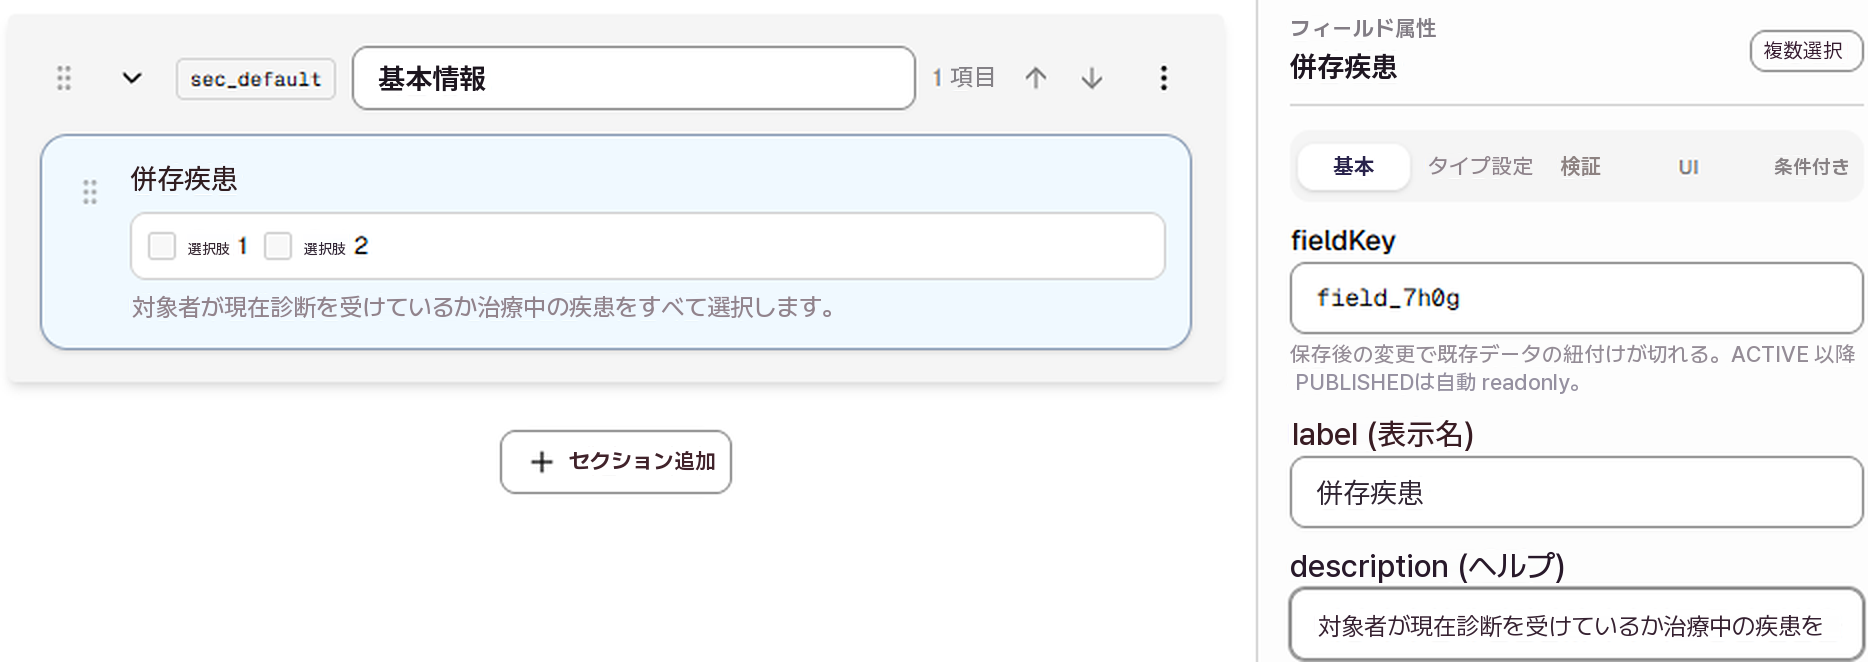 sec_default 基本情報 1 項目
併存疾患
選択肢 1 選択肢 2
対象者が現在診断を受けているか治療中の疾患をすべて選択します。
+ セクション追加
フィールド属性
併存疾患
複数選択
基本 タイプ設定 検証 UI 条件付き
fieldKey
field_7h0g
保存後の変更で既存データの紐付けが切れる。ACTIVE 以降
PUBLISHEDは自動 readonly。
label (表示名)
併存疾患
description (ヘルプ)
対象者が現在診断を受けているか治療中の疾患を